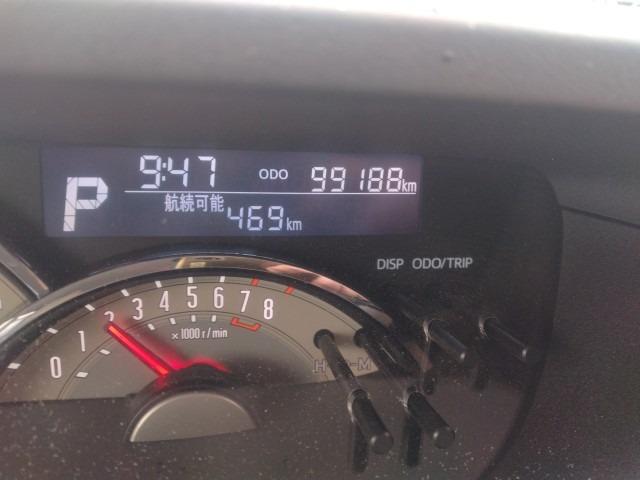 9:47 ODO 99188km
P
航続可能 469km
DISP ODO/TRIP
0 1 2 3 4 5 6 7 8
×1000 r/min
H M